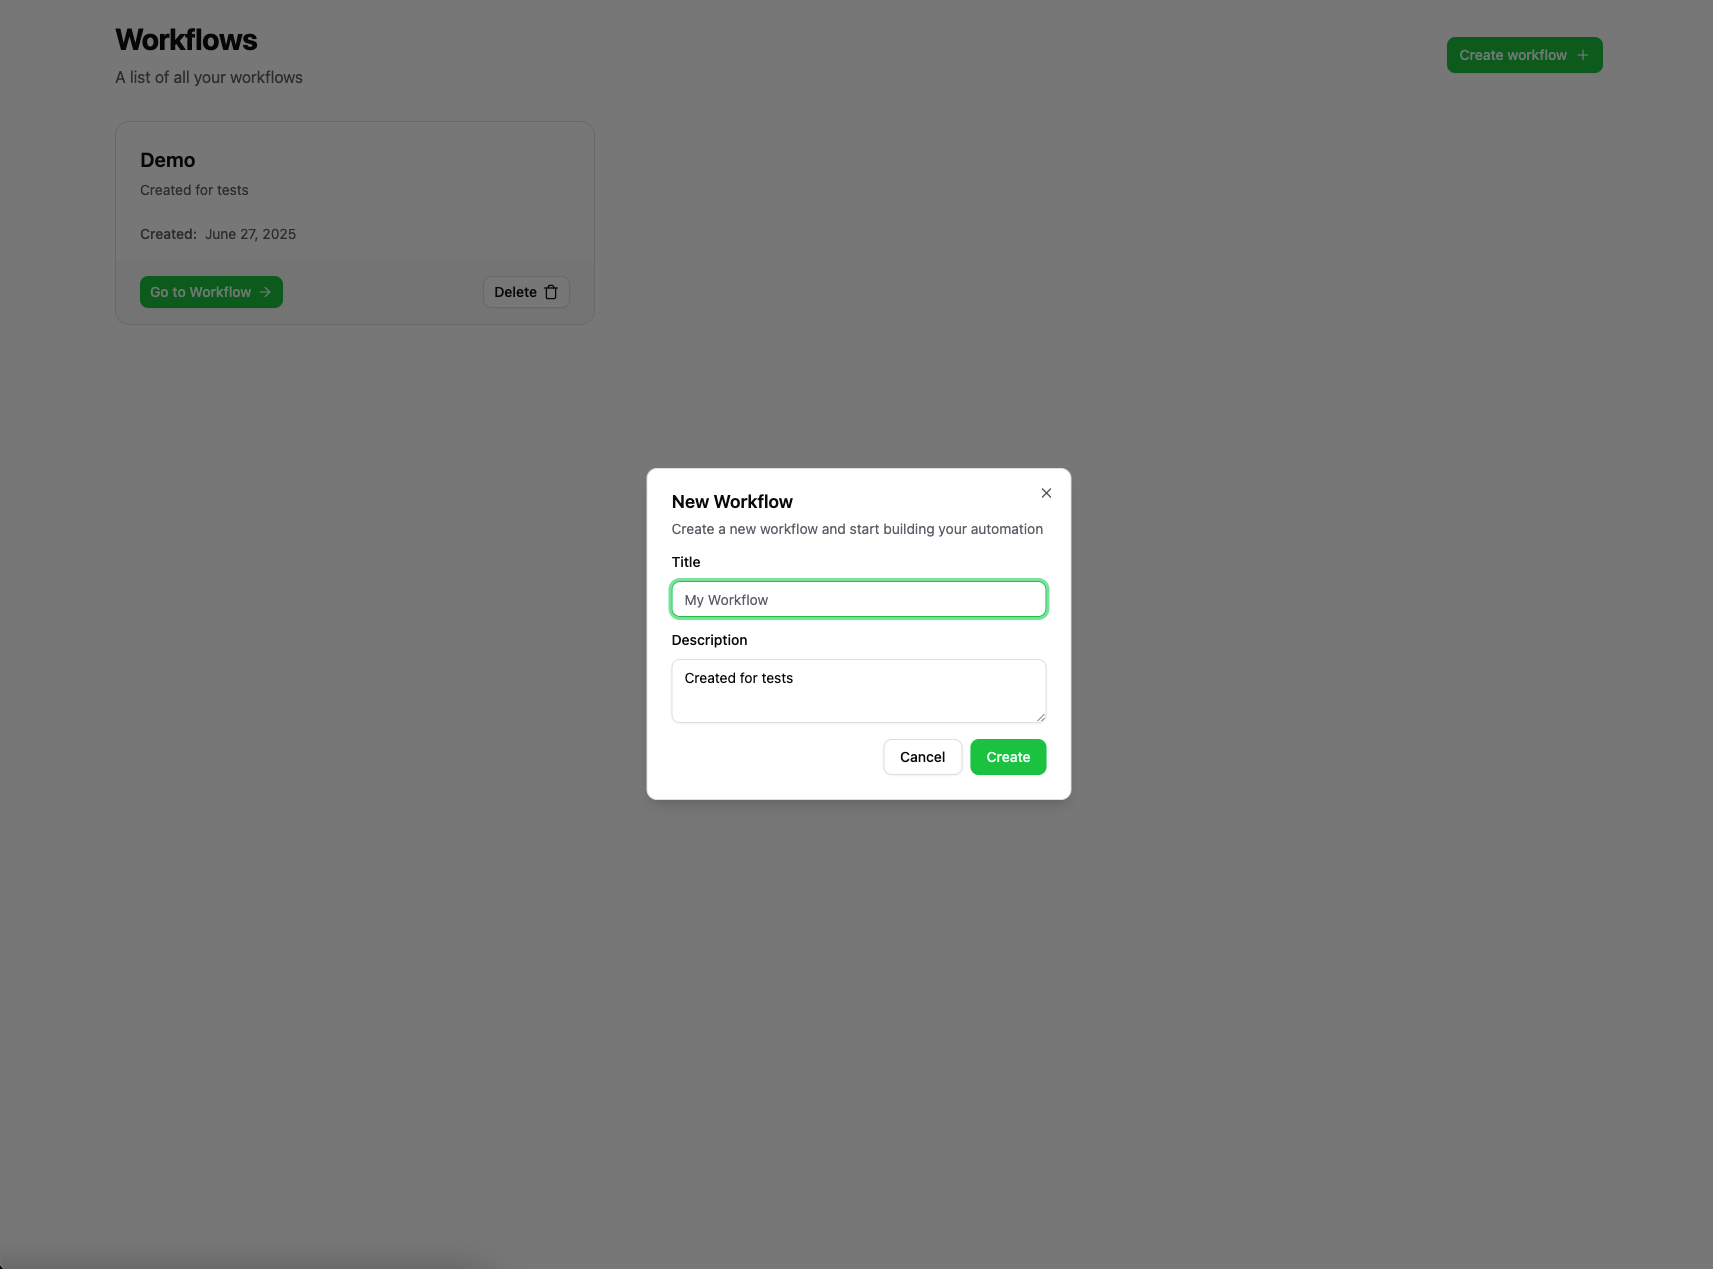 Workflows
A list of all your workflows
Create workflow
Demo
Created for tests
Created: June 27, 2025
Go to Workflow
Delete
New Workflow
Create a new workflow and start building your automation
Title
My Workflow
Description
Created for tests
Cancel
Create